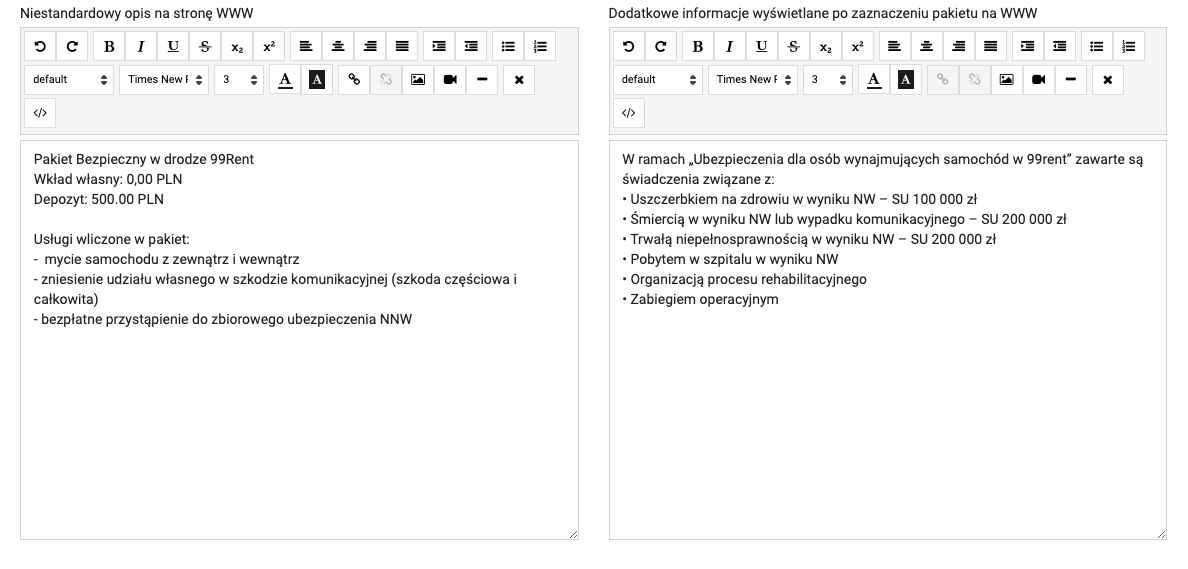 Niestandardowy opis na stronę WWW
B I U S x₂ x²
default Times New F 3 A A
</>
Pakiet Bezpieczny w drodze 99Rent
Wkład własny: 0,00 PLN
Depozyt: 500.00 PLN
Usługi wliczone w pakiet:
-  mycie samochodu z zewnątrz i wewnątrz
- zniesienie udziału własnego w szkodzie komunikacyjnej (szkoda częściowa i
całkowita)
- bezpłatne przystąpienie do zbiorowego ubezpieczenia NNW
Dodatkowe informacje wyświetlane po zaznaczeniu pakietu na WWW
B I U S x₂ x²
default Times New F 3 A A
</>
W ramach „Ubezpieczenia dla osób wynajmujących samochód w 99rent” zawarte są
świadczenia związane z:
• Uszczerbkiem na zdrowiu w wyniku NW – SU 100 000 zł
• Śmiercią w wyniku NW lub wypadku komunikacyjnego – SU 200 000 zł
• Trwałą niepełnosprawnością w wyniku NW – SU 200 000 zł
• Pobytem w szpitalu w wyniku NW
• Organizacją procesu rehabilitacyjnego
• Zabiegiem operacyjnym